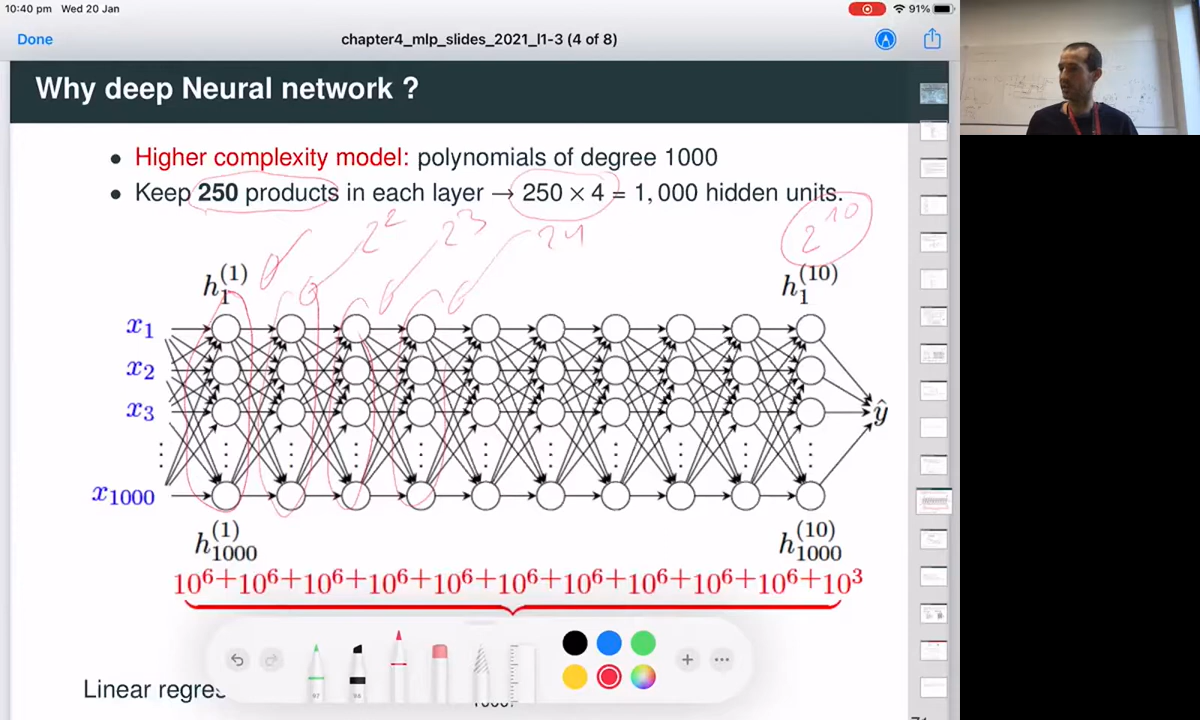 10:40 pm Wed 20 Jan
91%
Done
chapter4_mlp_slides_2021_l1-3 (4 of 8)
Why deep Neural network ?
• Higher complexity model: polynomials of degree 1000
• Keep 250 products in each layer → 250 × 4 = 1,000 hidden units.
2² 2³ 24 2¹⁰
h₁⁽¹⁾ h₁⁽¹⁰⁾
x₁
x₂
x₃
ŷ
x₁₀₀₀
h₁₀₀₀⁽¹⁾ h₁₀₀₀⁽¹⁰⁾
10⁶+10⁶+10⁶+10⁶+10⁶+10⁶+10⁶+10⁶+10⁶+10⁶+10³
97 98
Linear